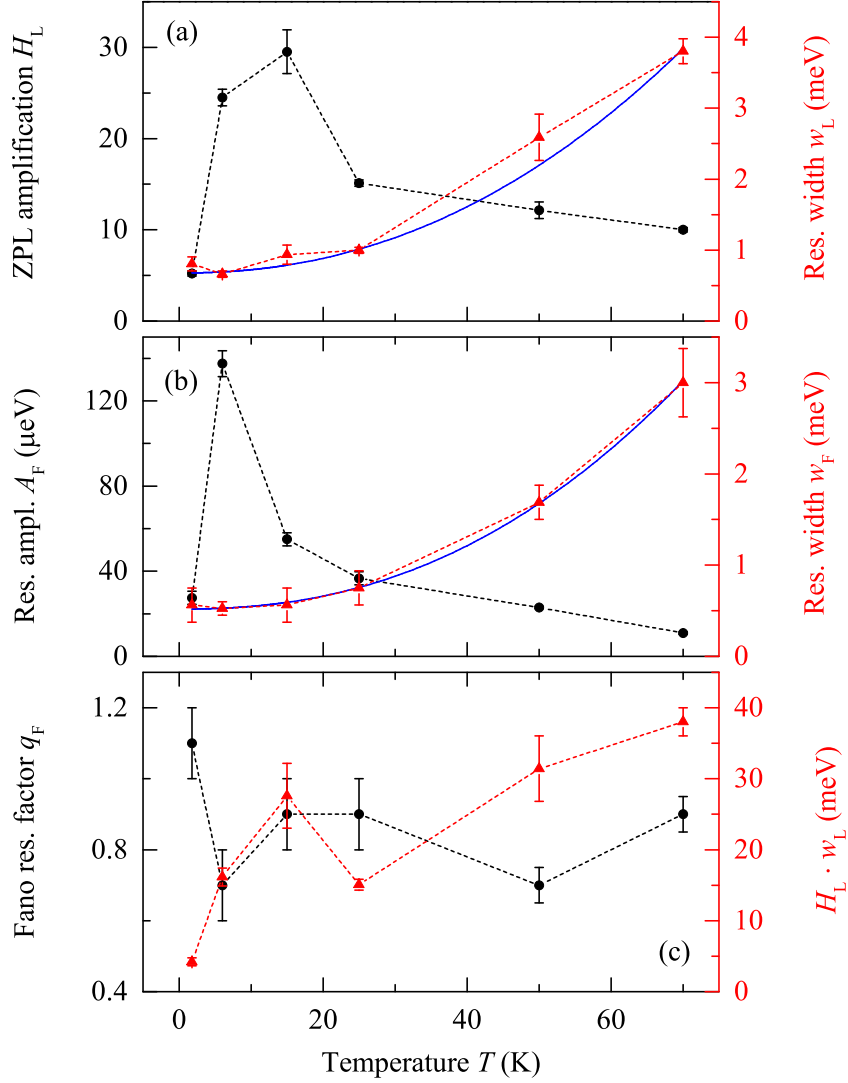 (a)
ZPL amplification H_L
30
20
10
0
4
3
2
1
0
Res. width w_L (meV)
(b)
Res. ampl. A_F (μeV)
120
80
40
0
3
2
1
0
Res. width w_F (meV)
(c)
Fano res. factor q_F
1.2
0.8
0.4
40
30
20
10
0
H_L · w_L (meV)
0 20 40 60
Temperature T (K)